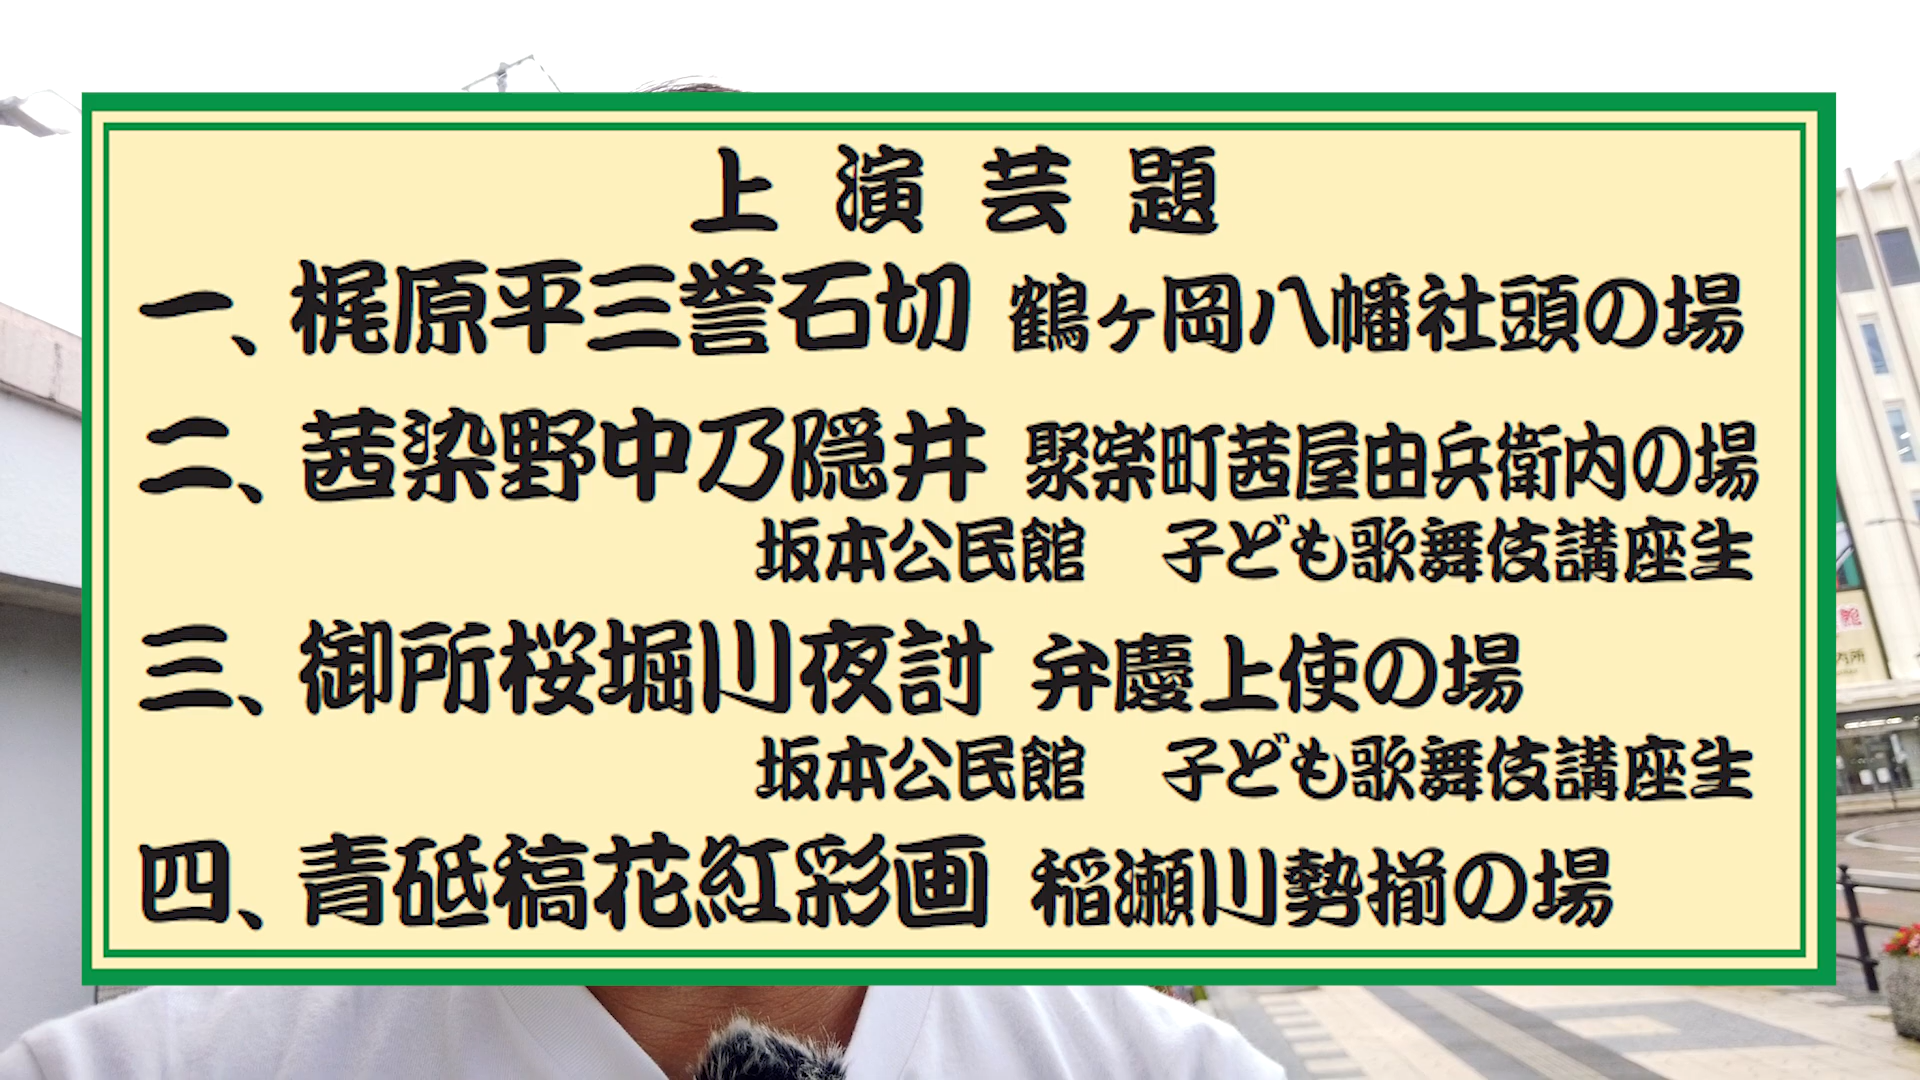 上演芸題
一、梶原平三誉石切 鶴ヶ岡八幡社頭の場
二、茜染野中乃隠井 聚楽町茜屋由兵衛内の場
坂本公民館　子ども歌舞伎講座生
三、御所桜堀川夜討 弁慶上使の場
坂本公民館　子ども歌舞伎講座生
四、青砥稿花紅彩画 稲瀬川勢揃の場
内所